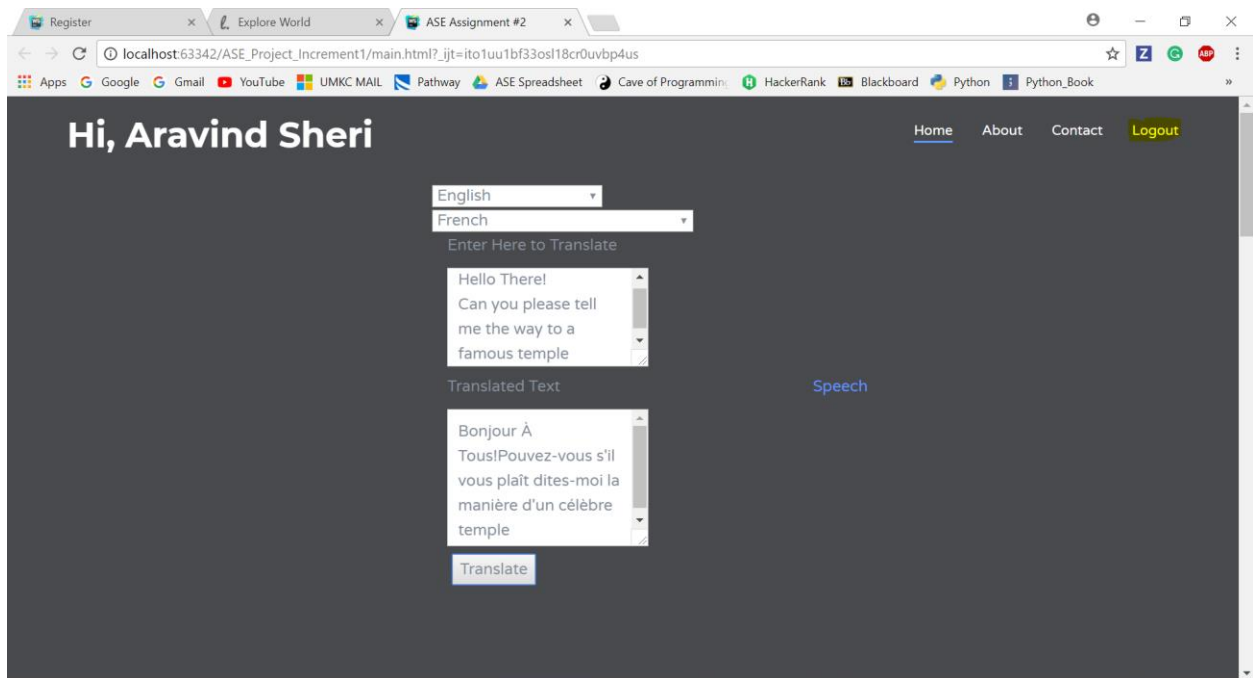 Register
Explore World
ASE Assignment #2
localhost:63342/ASE_Project_Increment1/main.html?_ijt=ito1uu1bf33osl18cr0uvbp4us
Apps Google Gmail YouTube UMKC MAIL Pathway ASE Spreadsheet Cave of Programming HackerRank Blackboard Python Python_Book
Hi, Aravind Sheri
Home About Contact Logout
English
French
Enter Here to Translate
Hello There!
Can you please tell
me the way to a
famous temple
Translated Text Speech
Bonjour À
Tous!Pouvez-vous s'il
vous plaît dites-moi la
manière d'un célèbre
temple
Translate